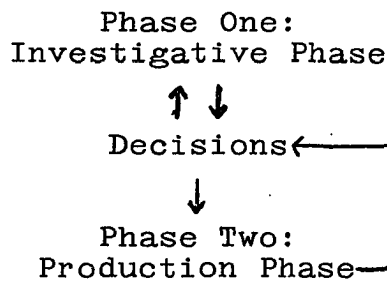 Phase One:
Investigative Phase
Decisions
Phase Two:
Production Phase